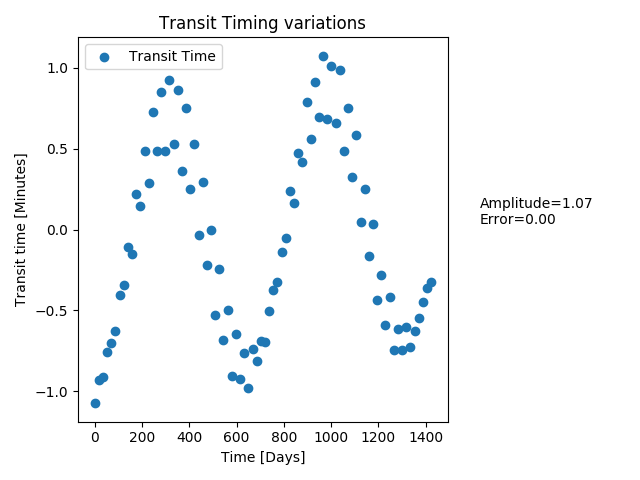 Transit Timing variations
Transit Time
Transit time [Minutes]
1.0
0.5
0.0
−0.5
−1.0
0 200 400 600 800 1000 1200 1400
Time [Days]
Amplitude=1.07
Error=0.00